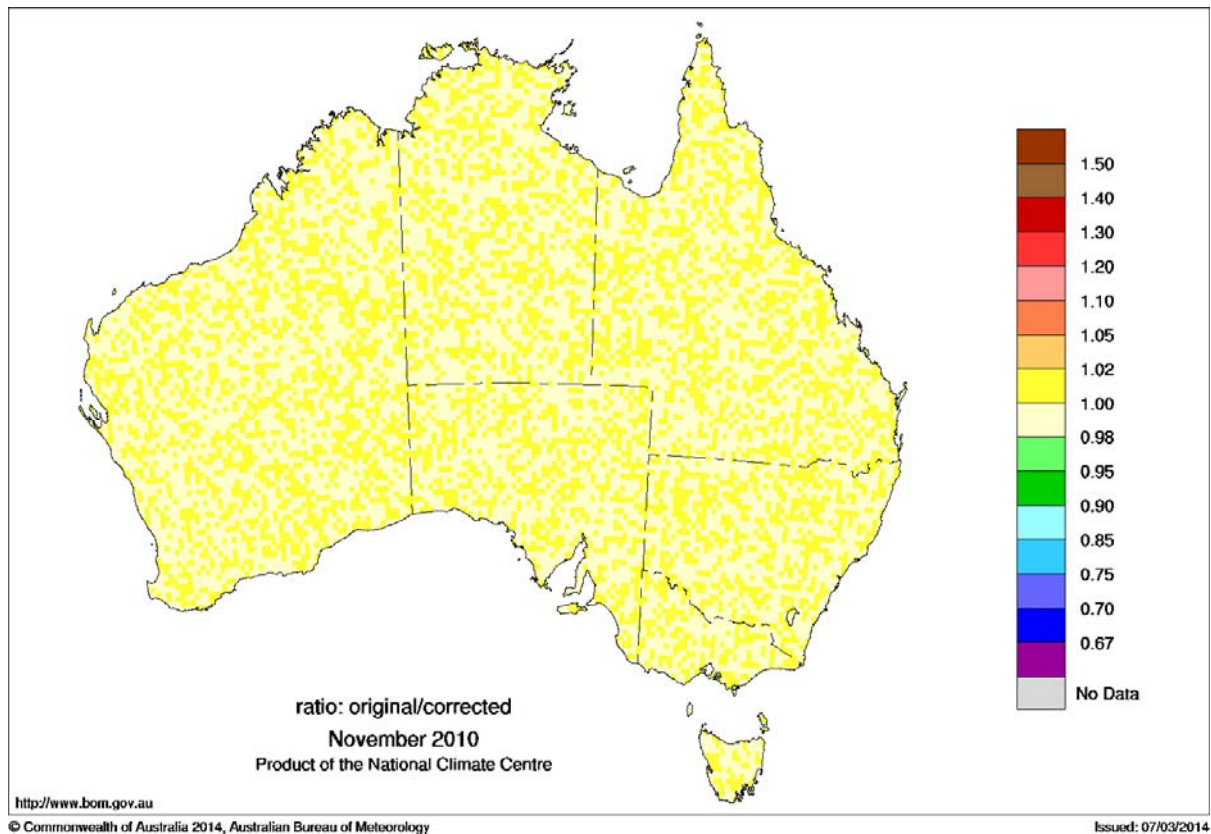 1.50
1.40
1.30
1.20
1.10
1.05
1.02
1.00
0.98
0.95
0.90
0.85
0.75
0.70
0.67
No Data
ratio: original/corrected
November 2010
Product of the National Climate Centre
http://www.bom.gov.au
© Commonwealth of Australia 2014, Australian Bureau of Meteorology
Issued: 07/03/2014